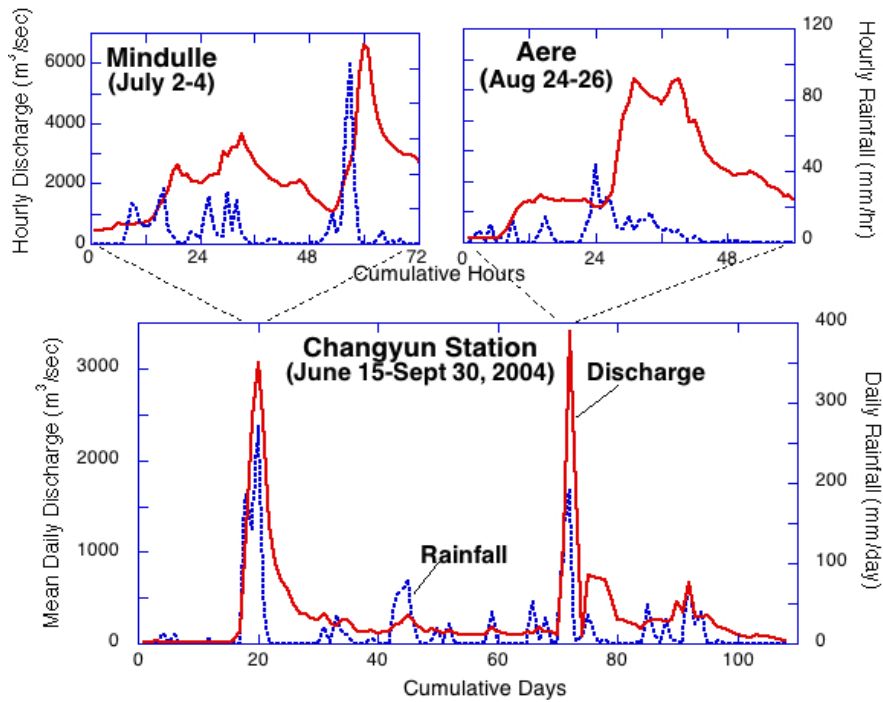 Hourly Discharge (m³/sec)
6000
4000
2000
0
Mindulle
(July 2-4)
0
24
48
72
Cumulative Hours
Aere
(Aug 24-26)
0
24
48
120
80
40
0
Hourly Rainfall (mm/hr)
Mean Daily Discharge (m³/sec)
3000
2000
1000
0
Changyun Station
(June 15-Sept 30, 2004)
Discharge
Rainfall
400
300
200
100
0
Daily Rainfall (mm/day)
0
20
40
60
80
100
Cumulative Days